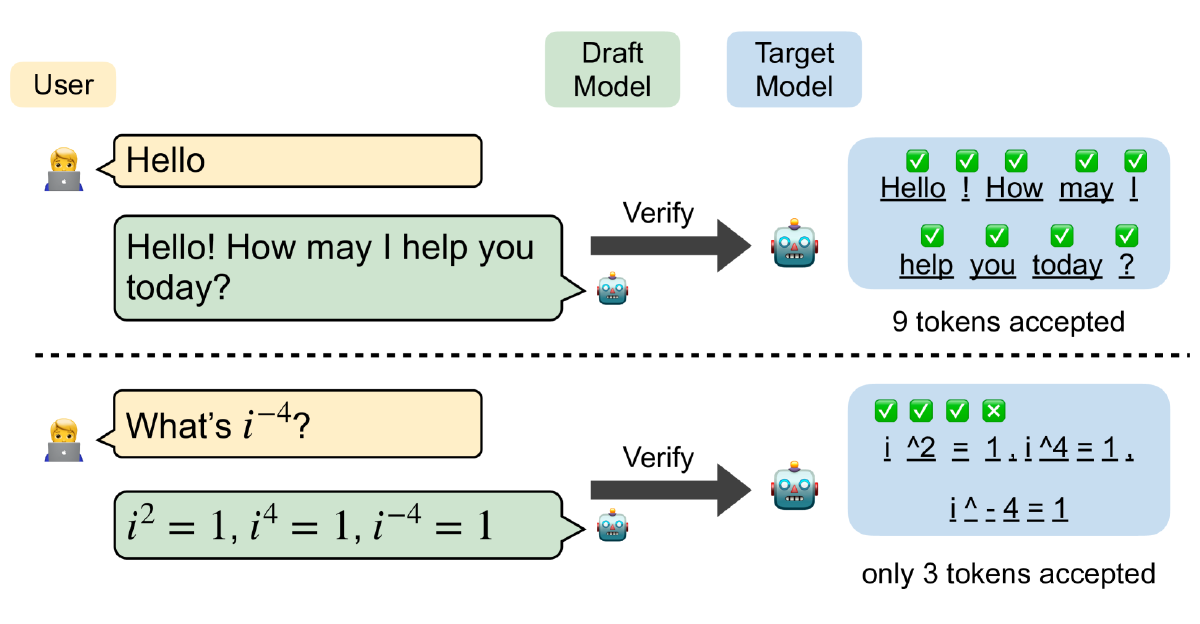 User
Draft
Model
Target
Model
Hello
Hello! How may I help you
today?
Verify
Hello ! How may I
help you today ?
9 tokens accepted
What's i⁻⁴?
i² = 1, i⁴ = 1, i⁻⁴ = 1
Verify
i ^2 = 1 , i ^4 = 1 ,
i ^ - 4 = 1
only 3 tokens accepted